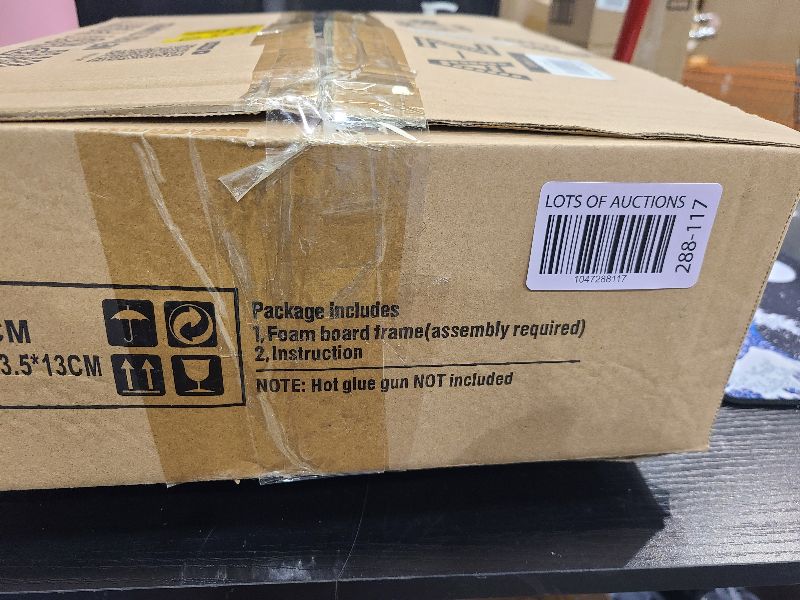 LOTS OF AUCTIONS
1047288117
288-117
CM
3.5*13CM
Package includes
1,Foam board frame(assembly required)
2,Instruction
NOTE: Hot glue gun NOT included